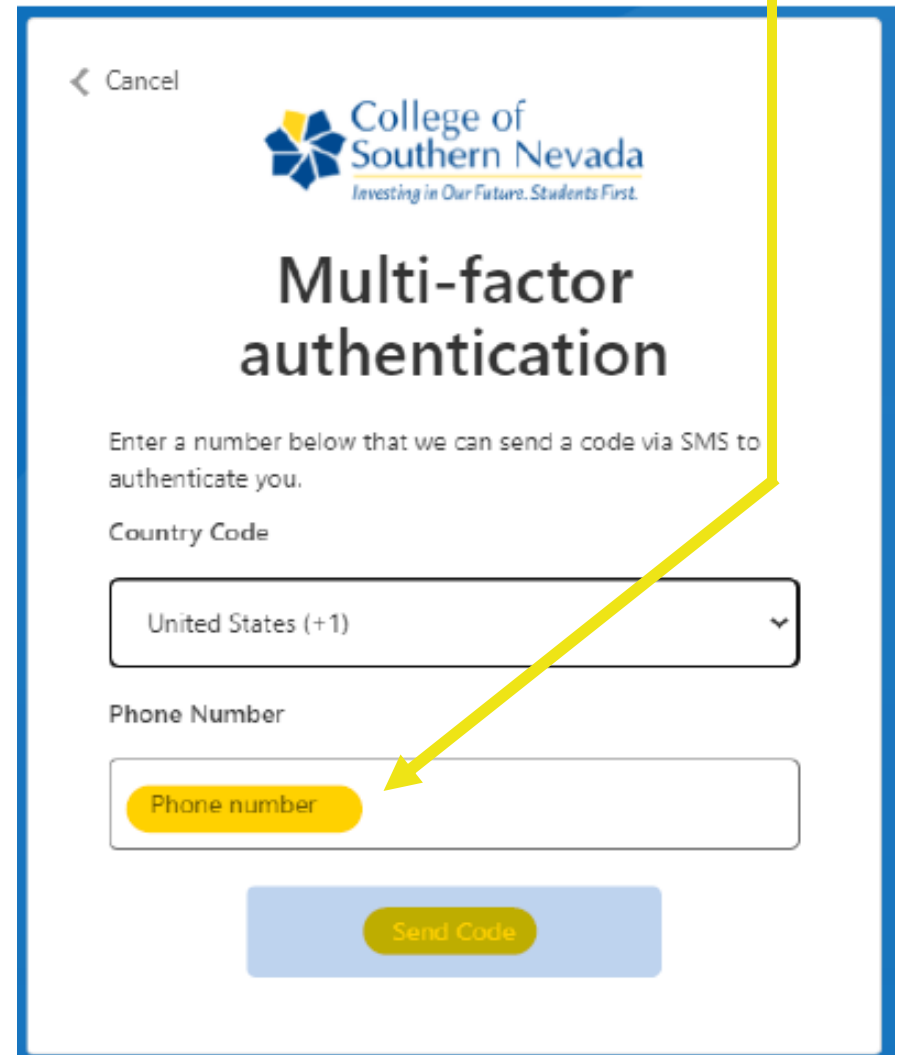 Cancel
College of
Southern Nevada
Investing in Our Future. Students First.
Multi-factor
authentication
Enter a number below that we can send a code via SMS to
authenticate you.
Country Code
United States (+1)
Phone Number
Phone number
Send Code